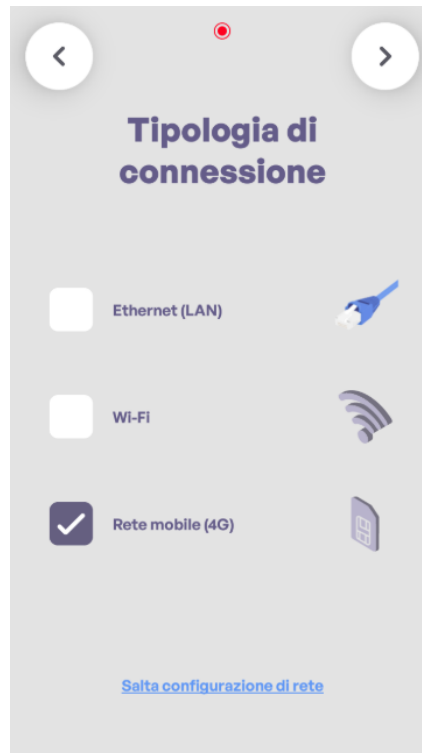 Tipologia di
connessione
Ethernet (LAN)
Wi-Fi
Rete mobile (4G)
Salta configurazione di rete